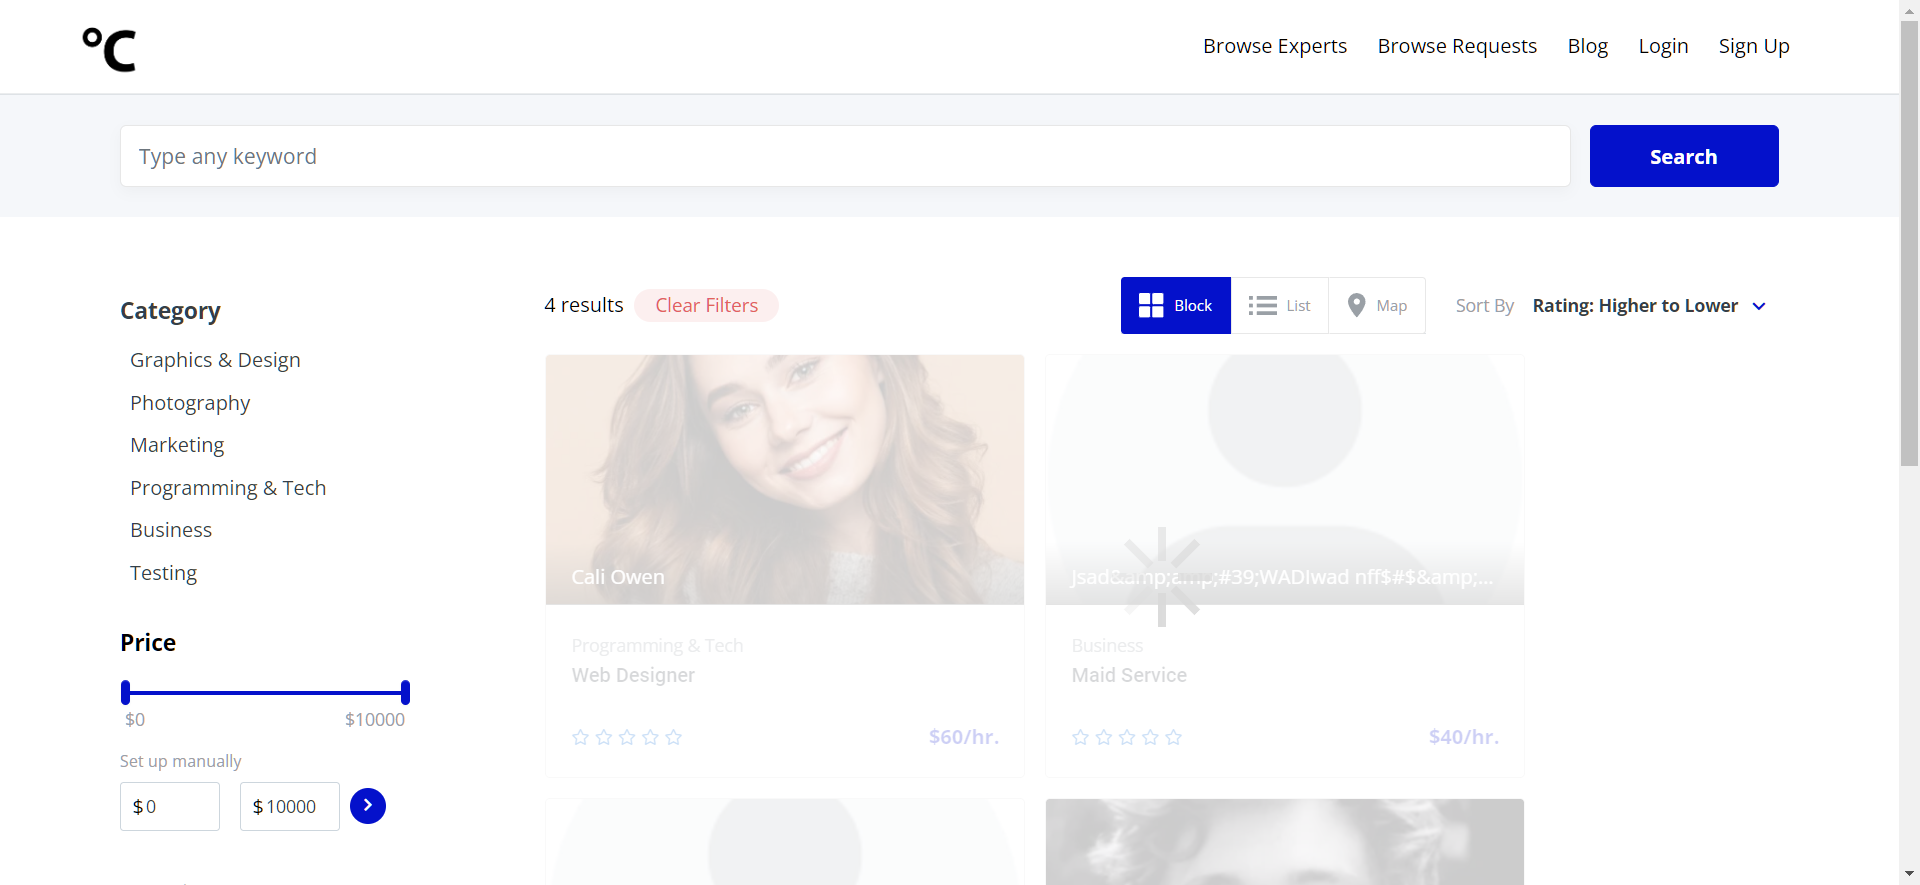 °C
Browse Experts
Browse Requests
Blog
Login
Sign Up
Type any keyword
Search
Category
Graphics & Design
Photography
Marketing
Programming & Tech
Business
Testing
Price
$0
$10000
Set up manually
$ 0
$ 10000
4 results
Clear Filters
Block
List
Map
Sort By
Rating: Higher to Lower
Cali Owen
Programming & Tech
Web Designer
$60/hr.
Jsad&amp;amp;#39;WADIwad nff$#$&amp;...
Business
Maid Service
$40/hr.